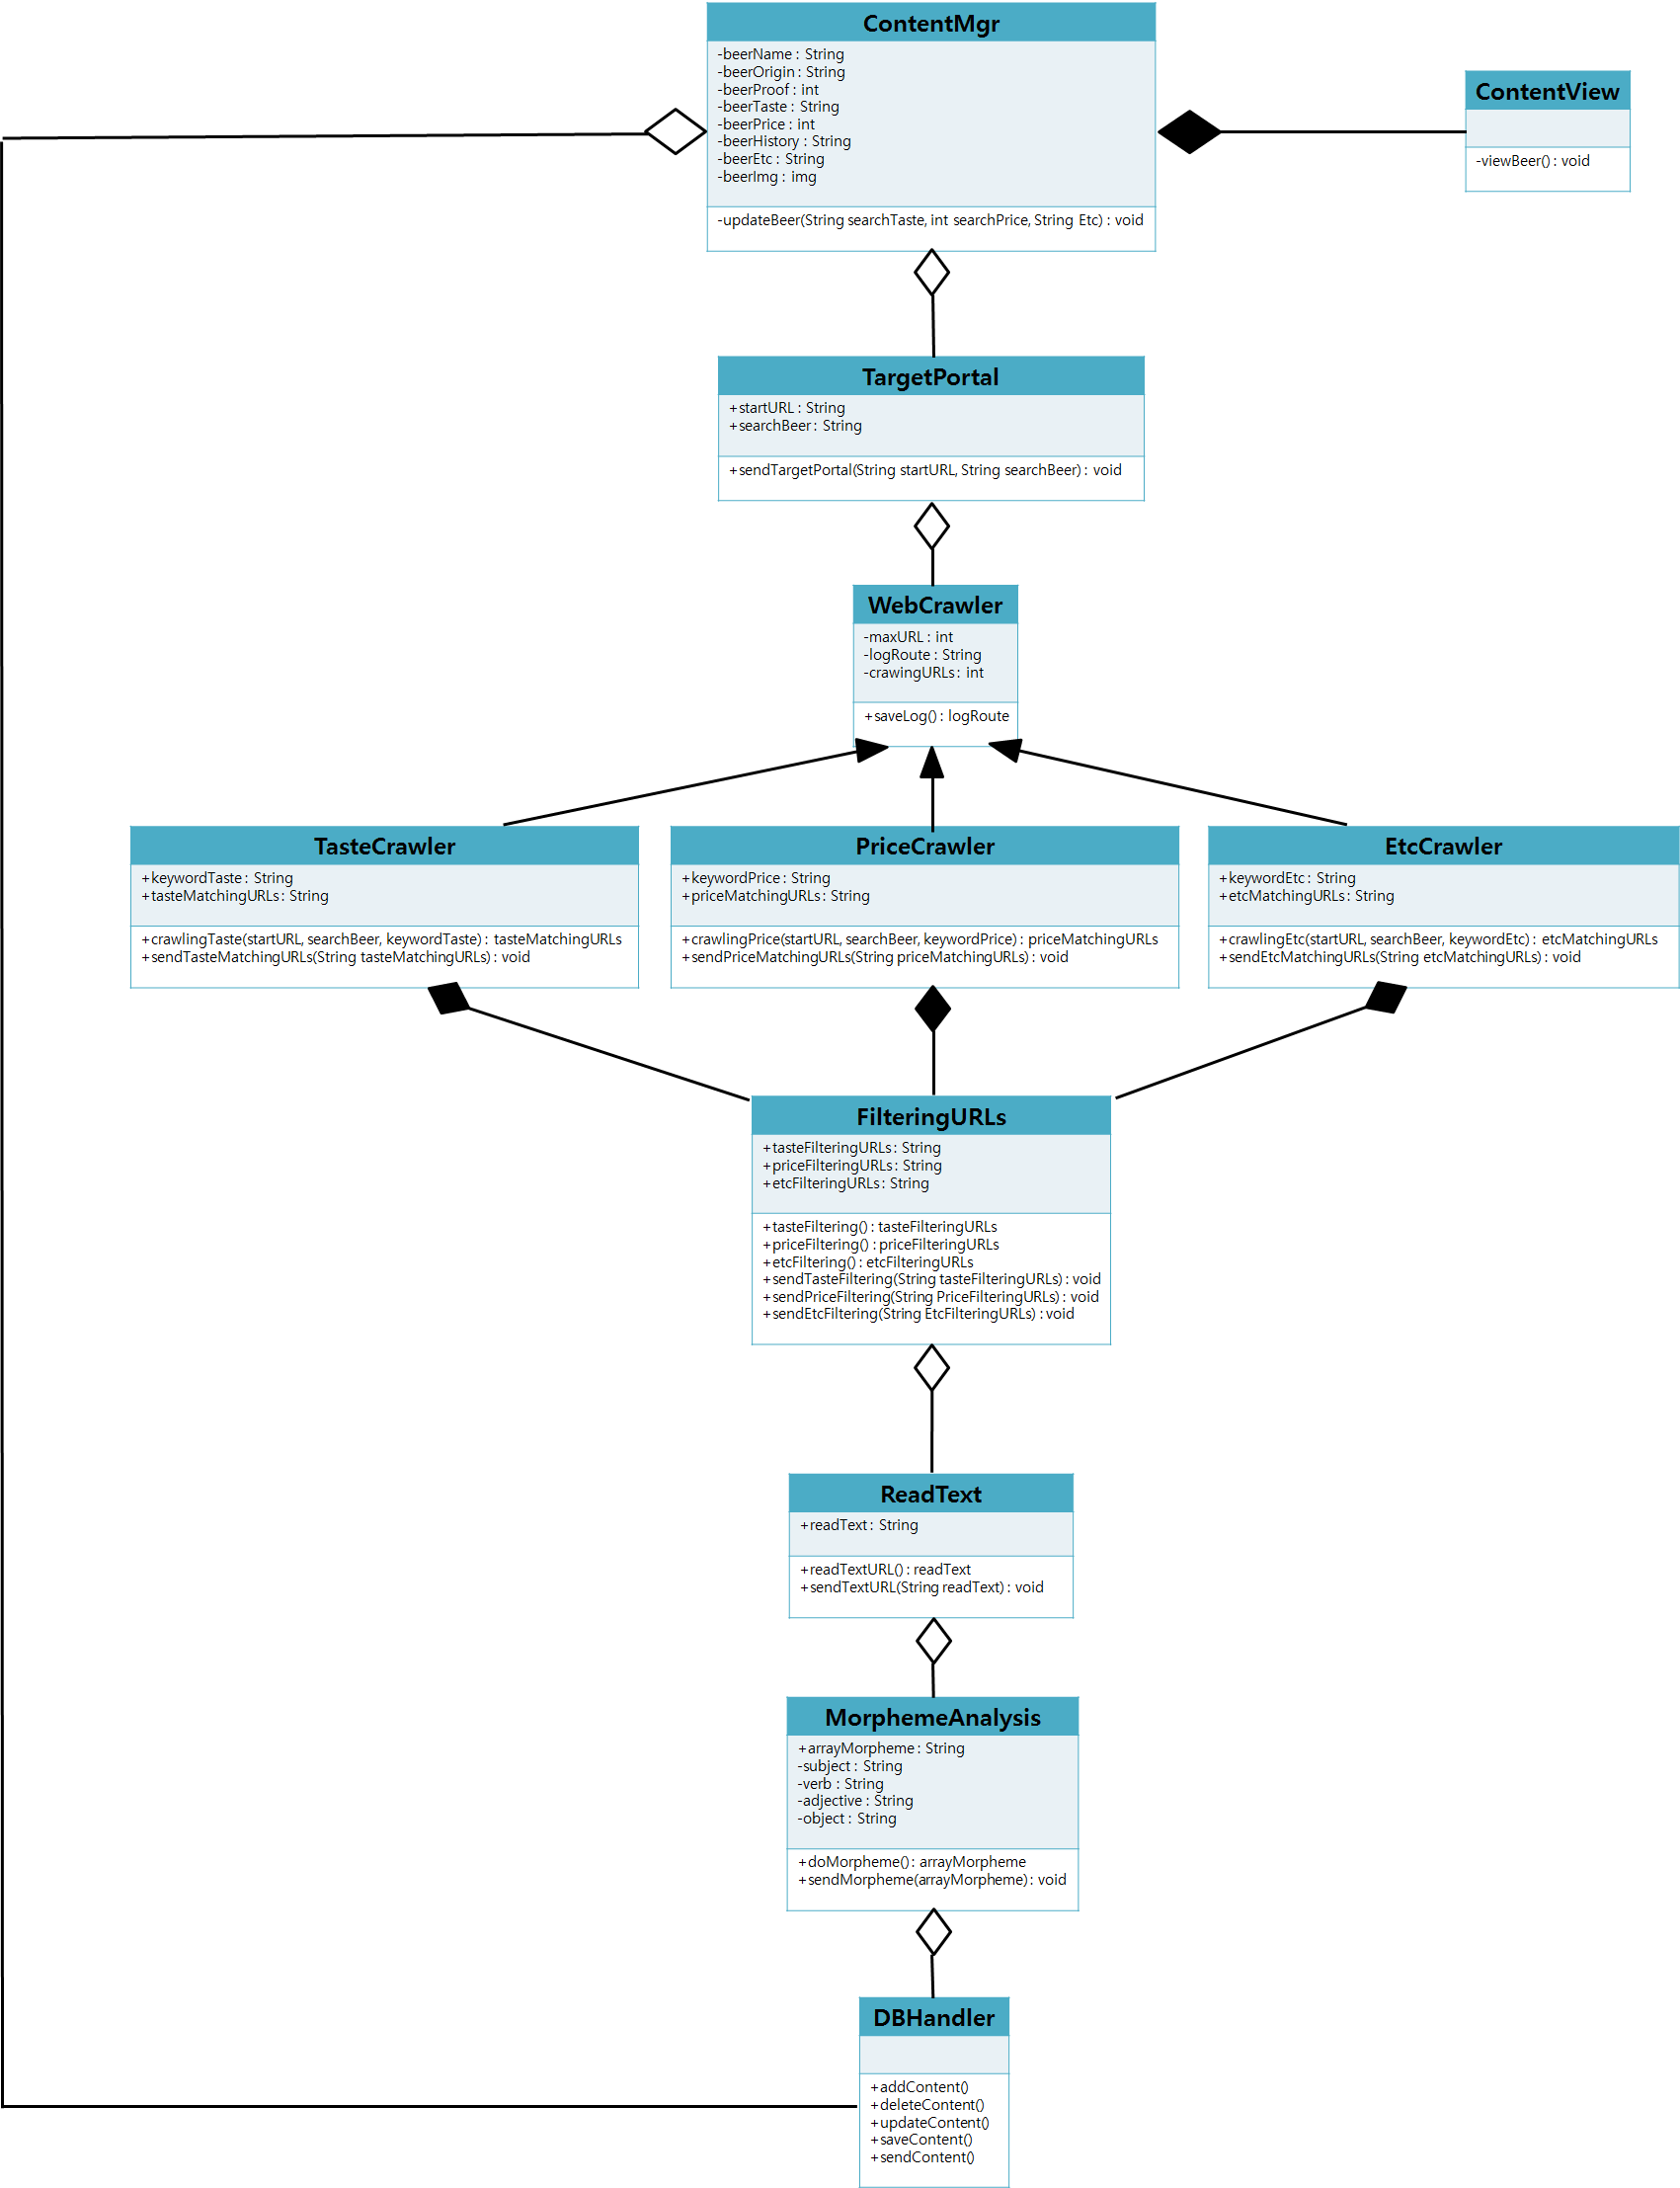 ContentMgr
-beerName : String
-beerOrigin : String
-beerProof : int
-beerTaste : String
-beerPrice : int
-beerHistory : String
-beerEtc : String
-beerImg : img
-updateBeer(String searchTaste, int searchPrice, String Etc) : void
ContentView
-viewBeer() : void
TargetPortal
+startURL : String
+searchBeer : String
+sendTargetPortal(String startURL, String searchBeer) : void
WebCrawler
-maxURL : int
-logRoute : String
-crawingURLs : int
+saveLog() : logRoute
TasteCrawler
+keywordTaste : String
+tasteMatchingURLs : String
+crawlingTaste(startURL, searchBeer, keywordTaste) : tasteMatchingURLs
+sendTasteMatchingURLs(String tasteMatchingURLs) : void
PriceCrawler
+keywordPrice : String
+priceMatchingURLs : String
+crawlingPrice(startURL, searchBeer, keywordPrice) : priceMatchingURLs
+sendPriceMatchingURLs(String priceMatchingURLs) : void
EtcCrawler
+keywordEtc : String
+etcMatchingURLs : String
+crawlingEtc(startURL, searchBeer, keywordEtc) : etcMatchingURLs
+sendEtcMatchingURLs(String etcMatchingURLs) : void
FilteringURLs
+tasteFilteringURLs : String
+priceFilteringURLs : String
+etcFilteringURLs : String
+tasteFiltering() : tasteFilteringURLs
+priceFiltering() : priceFilteringURLs
+etcFiltering() : etcFilteringURLs
+sendTasteFiltering(String tasteFilteringURLs) : void
+sendPriceFiltering(String PriceFilteringURLs) : void
+sendEtcFiltering(String EtcFilteringURLs) : void
ReadText
+readText : String
+readTextURL() : readText
+sendTextURL(String readText) : void
MorphemeAnalysis
+arrayMorpheme : String
-subject : String
-verb : String
-adjective : String
-object : String
+doMorpheme() : arrayMorpheme
+sendMorpheme(arrayMorpheme) : void
DBHandler
+addContent()
+deleteContent()
+updateContent()
+saveContent()
+sendContent()